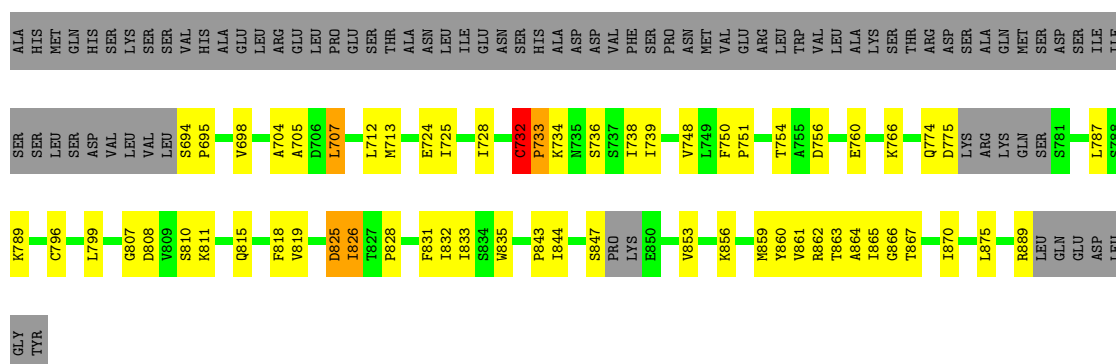 ALA HIS MET GLN HIS SER LYS SER SER VAL HIS ALA GLU LEU ARG GLU LEU PRO GLU SER THR ALA ASN LEU ILE GLU ASN SER HIS ALA ASP ASP VAL PHE SER PRO ASN MET VAL GLU ARG LEU TRP VAL LEU ALA LYS SER THR ARG ASP SER ALA GLN MET SER ASP SER ILE ILE
SER SER LEU SER ASP VAL LEU VAL LEU S694 P695 V698 A704 A705 D706 L707 L712 M713 E724 I725 I728 C732 P733 K734 N735 S736 S737 I738 I739 V748 L749 F750 P751 T754 A755 D756 E760 K766 Q774 D775 LYS ARG LYS GLN SER S781 L787 S788
K789 C796 L799 G807 D808 V809 S810 K811 Q815 F818 V819 D825 I826 T827 P828 F831 I832 I833 S834 W835 P843 I844 S847 PRO LYS E850 V853 K856 M859 Y860 V861 R862 T863 A864 I865 G866 T867 I870 L875 R889 LEU GLN GLU ASP LEU
GLY TYR